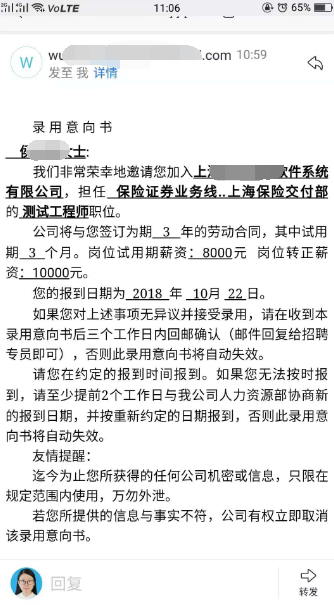 VoLTE 11:06 65%
W
wu .com 10:59
发至 我 详情
录用意向书
士:
我们非常荣幸地邀请您加入上 软件系统
有限公司，担任 保险证券业务线..上海保险交付部
的 测试工程师职位。
公司将与您签订为期 3 年的劳动合同，其中试用
期 3 个月。岗位试用期薪资：8000元 岗位转正薪
资：10000元。
您的报到日期为 2018 年 10月 22 日。
如果您对上述事项无异议并接受录用，请在收到本
录用意向书后三个工作日内回邮确认（邮件回复给招聘
专员即可），否则此录用意向书将自动失效。
请您在约定的报到时间报到。如果您无法按时报
到，请至少提前2个工作日与我公司人力资源部协商新
的报到日期，并按重新约定的日期报到，否则此录用意
向书将自动失效。
友情提醒：
迄今为止您所获得的任何公司机密或信息，只限在
规定范围内使用，万勿外泄。
若您所提供的信息与事实不符，公司有权立即取消
该录用意向书。
回复
转发